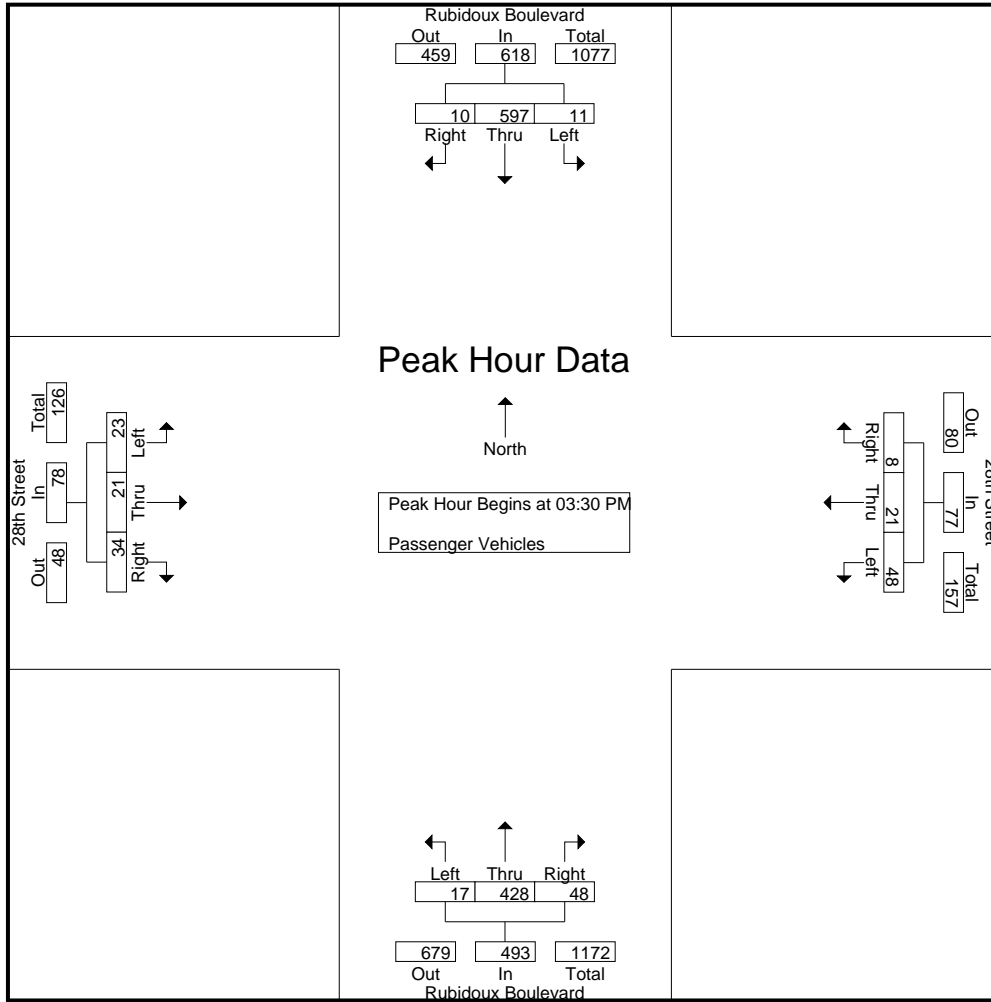 Rubidoux Boulevard
Out In Total
459 618 1077
10 597 11
Right Thru Left
Peak Hour Data
North
Peak Hour Begins at 03:30 PM
Passenger Vehicles
28th Street
Total In Out
126 78 48
23 21 34
Left Thru Right
28th Street
Out In Total
80 77 157
8 21 48
Right Thru Left
Left Thru Right
17 428 48
679 493 1172
Out In Total
Rubidoux Boulevard